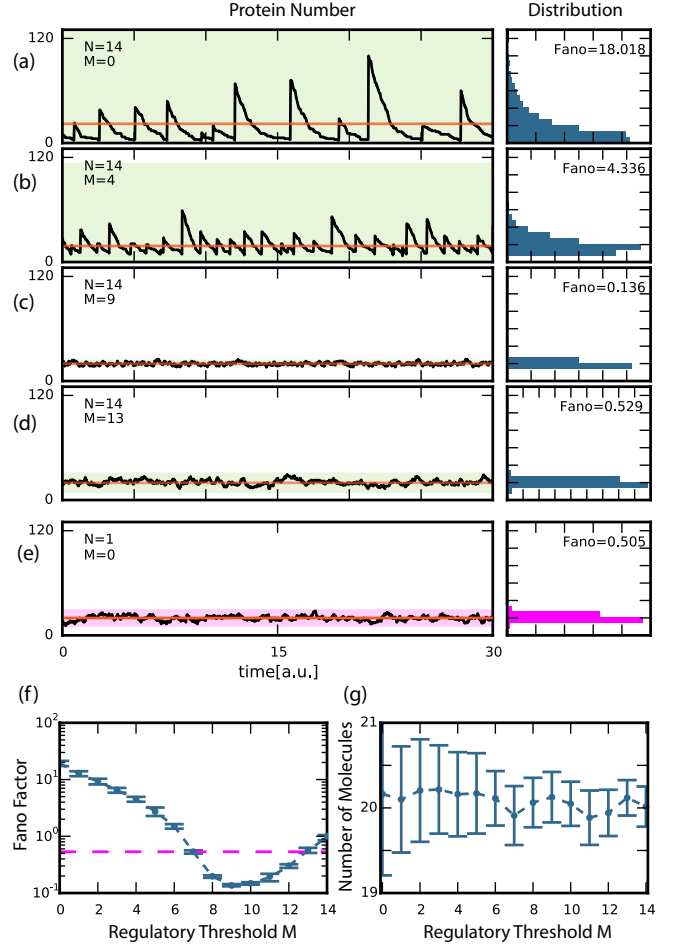 Protein Number
Distribution
(a)
120
0
N=14
M=0
Fano=18.018
(b)
120
0
N=14
M=4
Fano=4.336
(c)
120
0
N=14
M=9
Fano=0.136
(d)
120
0
N=14
M=13
Fano=0.529
(e)
120
0
N=1
M=0
Fano=0.505
0
15
30
time[a.u.]
(f)
10²
10¹
10⁰
10⁻¹
Fano Factor
0 2 4 6 8 10 12 14
Regulatory Threshold M
(g)
21
20
19
Number of Molecules
0 2 4 6 8 10 12 14
Regulatory Threshold M